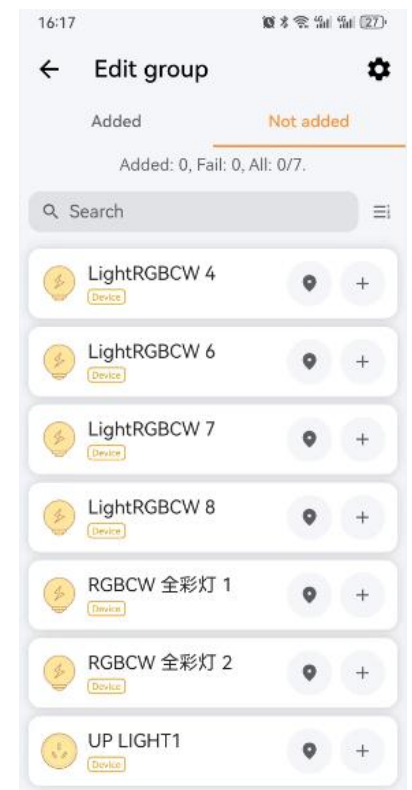 16:17
27
Edit group
Added
Not added
Added: 0, Fail: 0, All: 0/7.
Search
LightRGBCW 4
Device
LightRGBCW 6
Device
LightRGBCW 7
Device
LightRGBCW 8
Device
RGBCW 全彩灯 1
Device
RGBCW 全彩灯 2
Device
UP LIGHT1
Device